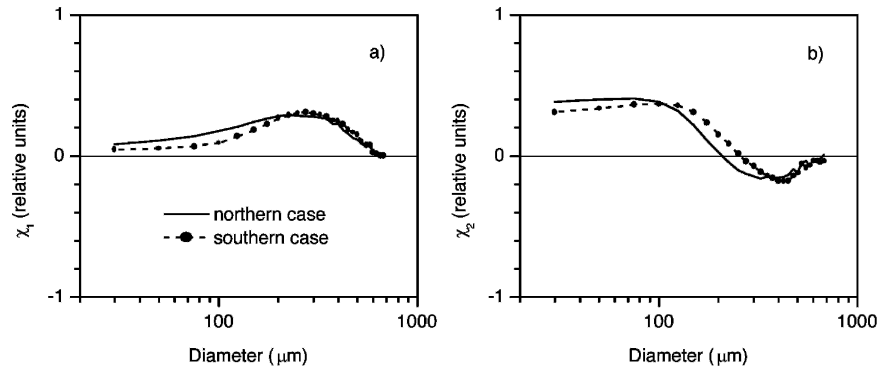 1
a)
0
-1
χ1 (relative units)
northern case
southern case
100
1000
Diameter (μm)
1
b)
0
-1
χ2 (relative units)
100
1000
Diameter (μm)